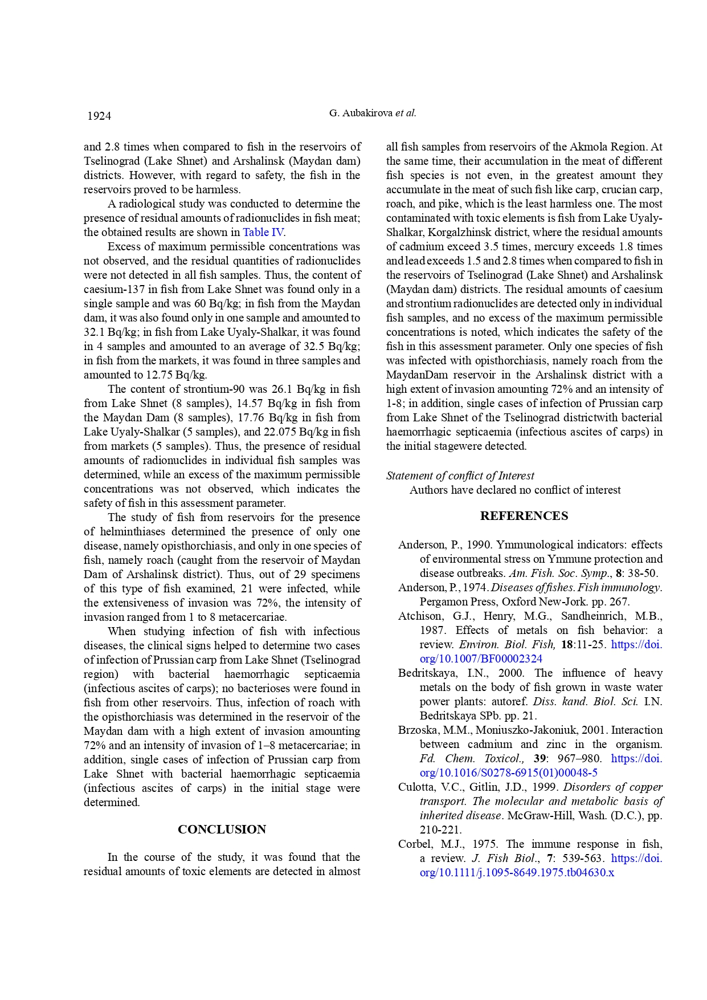 1924
G. Aubakirova et al.
and 2.8 times when compared to fish in the reservoirs of
Tselinograd (Lake Shnet) and Arshalinsk (Maydan dam)
districts. However, with regard to safety, the fish in the
reservoirs proved to be harmless.
A radiological study was conducted to determine the
presence of residual amounts of radionuclides in fish meat;
the obtained results are shown in Table IV.
Excess of maximum permissible concentrations was
not observed, and the residual quantities of radionuclides
were not detected in all fish samples. Thus, the content of
caesium-137 in fish from Lake Shnet was found only in a
single sample and was 60 Bq/kg; in fish from the Maydan
dam, it was also found only in one sample and amounted to
32.1 Bq/kg; in fish from Lake Uyaly-Shalkar, it was found
in 4 samples and amounted to an average of 32.5 Bq/kg;
in fish from the markets, it was found in three samples and
amounted to 12.75 Bq/kg.
The content of strontium-90 was 26.1 Bq/kg in fish
from Lake Shnet (8 samples), 14.57 Bq/kg in fish from
the Maydan Dam (8 samples), 17.76 Bq/kg in fish from
Lake Uyaly-Shalkar (5 samples), and 22.075 Bq/kg in fish
from markets (5 samples). Thus, the presence of residual
amounts of radionuclides in individual fish samples was
determined, while an excess of the maximum permissible
concentrations was not observed, which indicates the
safety of fish in this assessment parameter.
The study of fish from reservoirs for the presence
of helminthiases determined the presence of only one
disease, namely opisthorchiasis, and only in one species of
fish, namely roach (caught from the reservoir of Maydan
Dam of Arshalinsk district). Thus, out of 29 specimens
of this type of fish examined, 21 were infected, while
the extensiveness of invasion was 72%, the intensity of
invasion ranged from 1 to 8 metacercariae.
When studying infection of fish with infectious
diseases, the clinical signs helped to determine two cases
of infection of Prussian carp from Lake Shnet (Tselinograd
region) with bacterial haemorrhagic septicaemia
(infectious ascites of carps); no bacterioses were found in
fish from other reservoirs. Thus, infection of roach with
the opisthorchiasis was determined in the reservoir of the
Maydan dam with a high extent of invasion amounting
72% and an intensity of invasion of 1–8 metacercariae; in
addition, single cases of infection of Prussian carp from
Lake Shnet with bacterial haemorrhagic septicaemia
(infectious ascites of carps) in the initial stage were
determined.
CONCLUSION
In the course of the study, it was found that the
residual amounts of toxic elements are detected in almost
all fish samples from reservoirs of the Akmola Region. At
the same time, their accumulation in the meat of different
fish species is not even, in the greatest amount they
accumulate in the meat of such fish like carp, crucian carp,
roach, and pike, which is the least harmless one. The most
contaminated with toxic elements is fish from Lake Uyaly-
Shalkar, Korgalzhinsk district, where the residual amounts
of cadmium exceed 3.5 times, mercury exceeds 1.8 times
and lead exceeds 1.5 and 2.8 times when compared to fish in
the reservoirs of Tselinograd (Lake Shnet) and Arshalinsk
(Maydan dam) districts. The residual amounts of caesium
and strontium radionuclides are detected only in individual
fish samples, and no excess of the maximum permissible
concentrations is noted, which indicates the safety of the
fish in this assessment parameter. Only one species of fish
was infected with opisthorchiasis, namely roach from the
MaydanDam reservoir in the Arshalinsk district with a
high extent of invasion amounting 72% and an intensity of
1-8; in addition, single cases of infection of Prussian carp
from Lake Shnet of the Tselinograd districtwith bacterial
haemorrhagic septicaemia (infectious ascites of carps) in
the initial stagewere detected.
Statement of conflict of Interest
Authors have declared no conflict of interest
REFERENCES
Anderson, P., 1990. Ymmunological indicators: effects
of environmental stress on Ymmune protection and
disease outbreaks. Am. Fish. Soc. Symp., 8: 38-50.
Anderson, P., 1974. Diseases of fishes. Fish immunology.
Pergamon Press, Oxford New-Jork. pp. 267.
Atchison, G.J., Henry, M.G., Sandheinrich, M.B.,
1987. Effects of metals on fish behavior: a
review. Environ. Biol. Fish, 18:11-25. https://doi.
org/10.1007/BF00002324
Bedritskaya, I.N., 2000. The influence of heavy
metals on the body of fish grown in waste water
power plants: autoref. Diss. kand. Biol. Sci. I.N.
Bedritskaya SPb. pp. 21.
Brzoska, M.M., Moniuszko-Jakoniuk, 2001. Interaction
between cadmium and zinc in the organism.
Fd. Chem. Toxicol., 39: 967–980. https://doi.
org/10.1016/S0278-6915(01)00048-5
Culotta, V.C., Gitlin, J.D., 1999. Disorders of copper
transport. The molecular and metabolic basis of
inherited disease. McGraw-Hill, Wash. (D.C.), pp.
210-221.
Corbel, M.J., 1975. The immune response in fish,
a review. J. Fish Biol., 7: 539-563. https://doi.
org/10.1111/j.1095-8649.1975.tb04630.x